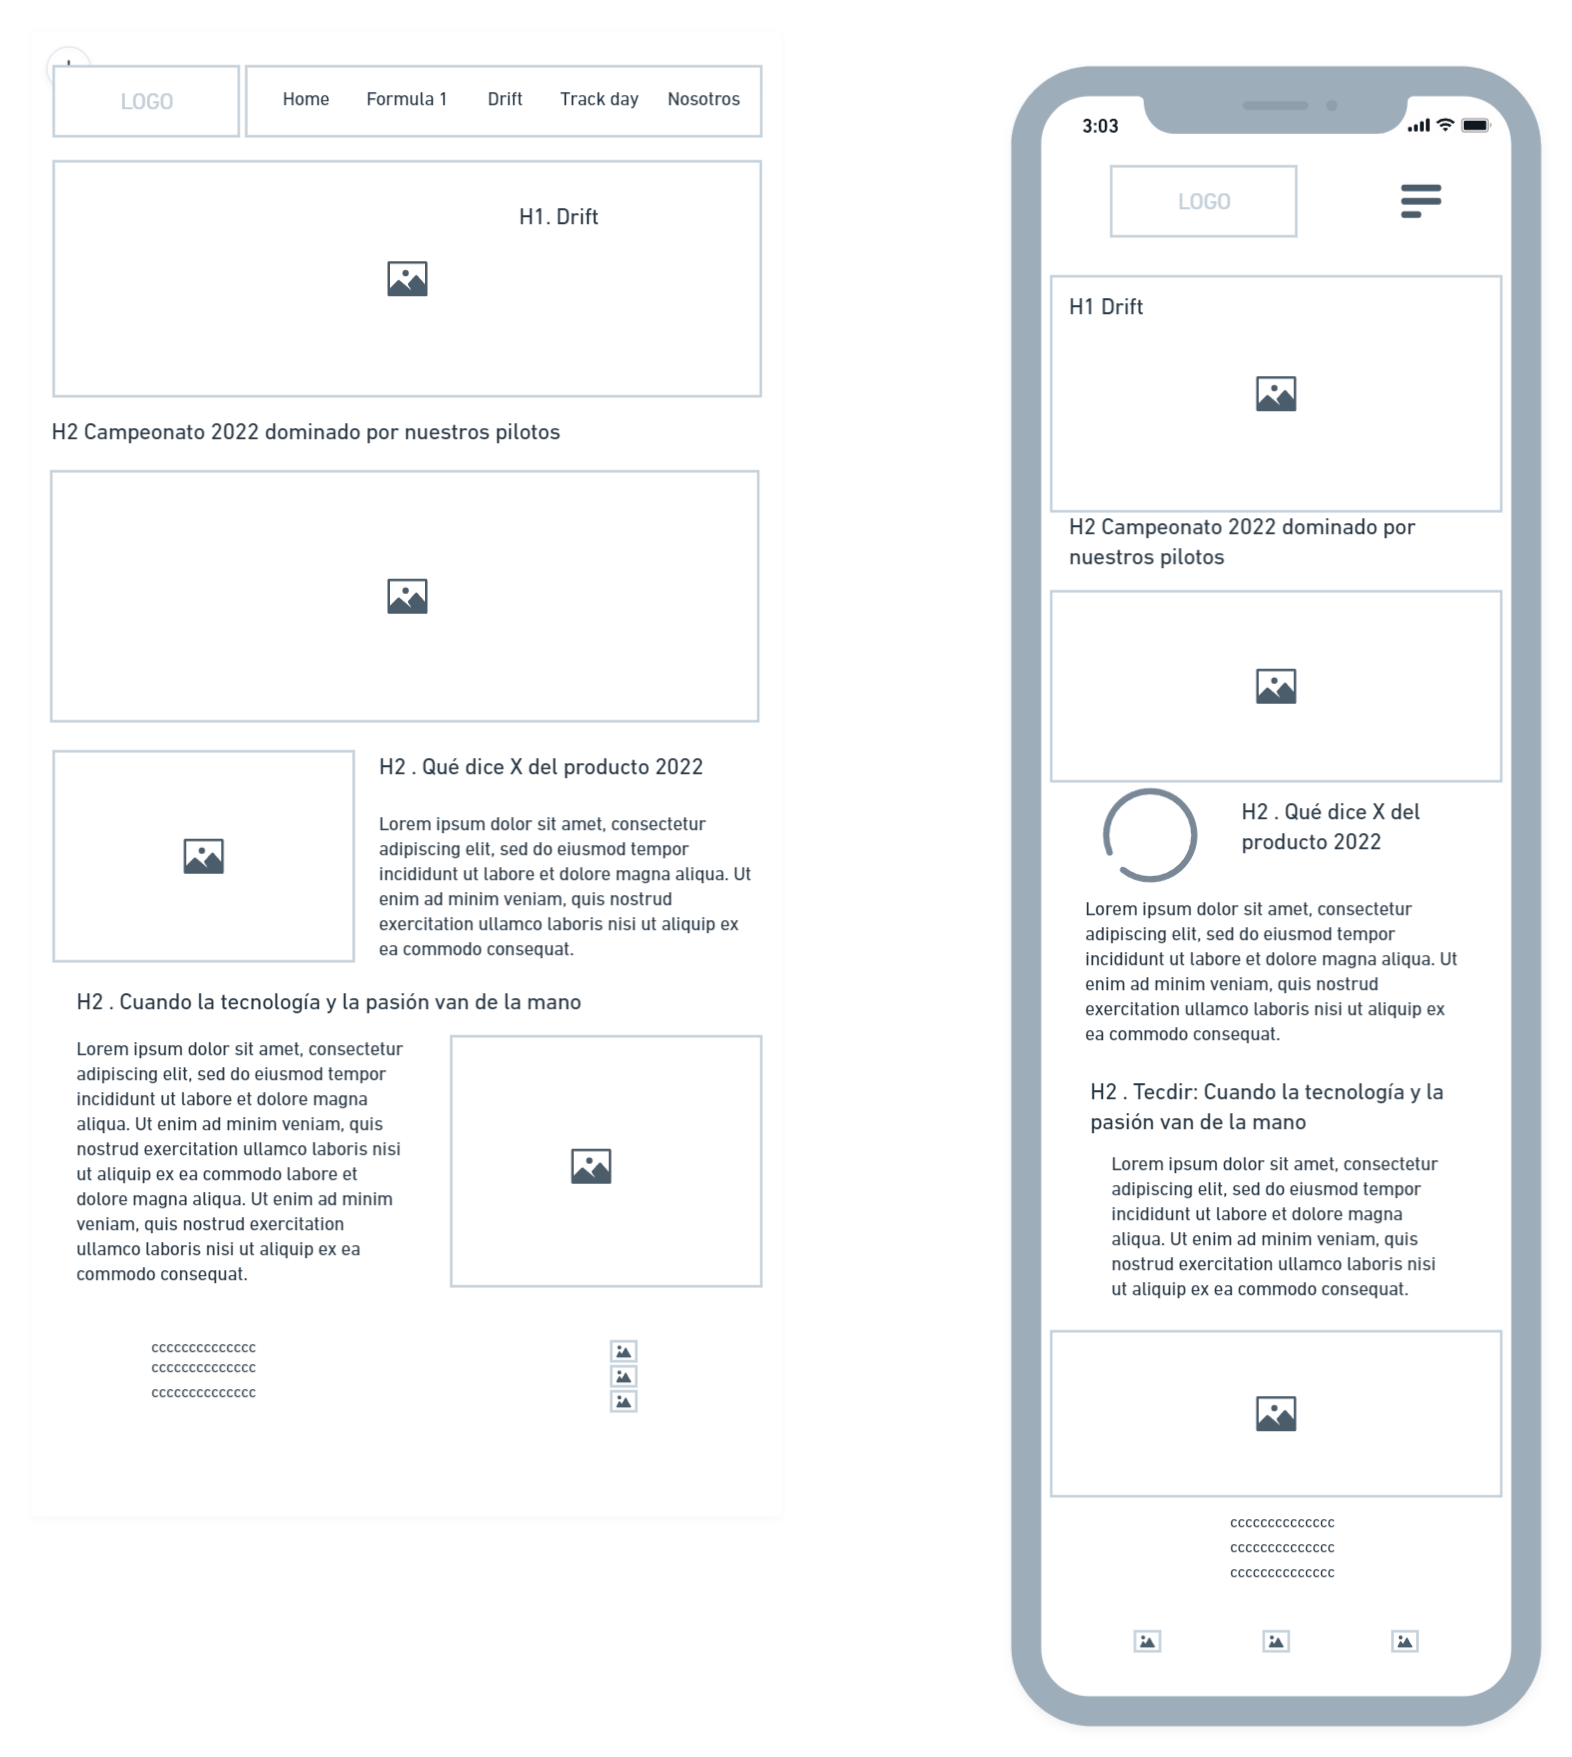 LOGO
Home Formula 1 Drift Track day Nosotros
H1. Drift
H2 Campeonato 2022 dominado por nuestros pilotos
H2 . Qué dice X del producto 2022
Lorem ipsum dolor sit amet, consectetur
adipiscing elit, sed do eiusmod tempor
incididunt ut labore et dolore magna aliqua. Ut
enim ad minim veniam, quis nostrud
exercitation ullamco laboris nisi ut aliquip ex
ea commodo consequat.
H2 . Cuando la tecnología y la pasión van de la mano
Lorem ipsum dolor sit amet, consectetur
adipiscing elit, sed do eiusmod tempor
incididunt ut labore et dolore magna
aliqua. Ut enim ad minim veniam, quis
nostrud exercitation ullamco laboris nisi
ut aliquip ex ea commodo labore et
dolore magna aliqua. Ut enim ad minim
veniam, quis nostrud exercitation
ullamco laboris nisi ut aliquip ex ea
commodo consequat.
cccccccccccccc
cccccccccccccc
cccccccccccccc
3:03
LOGO
H1 Drift
H2 Campeonato 2022 dominado por
nuestros pilotos
H2 . Qué dice X del
producto 2022
Lorem ipsum dolor sit amet, consectetur
adipiscing elit, sed do eiusmod tempor
incididunt ut labore et dolore magna aliqua. Ut
enim ad minim veniam, quis nostrud
exercitation ullamco laboris nisi ut aliquip ex
ea commodo consequat.
H2 . Tecdir: Cuando la tecnología y la
pasión van de la mano
Lorem ipsum dolor sit amet, consectetur
adipiscing elit, sed do eiusmod tempor
incididunt ut labore et dolore magna
aliqua. Ut enim ad minim veniam, quis
nostrud exercitation ullamco laboris nisi
ut aliquip ex ea commodo consequat.
cccccccccccccc
cccccccccccccc
cccccccccccccc